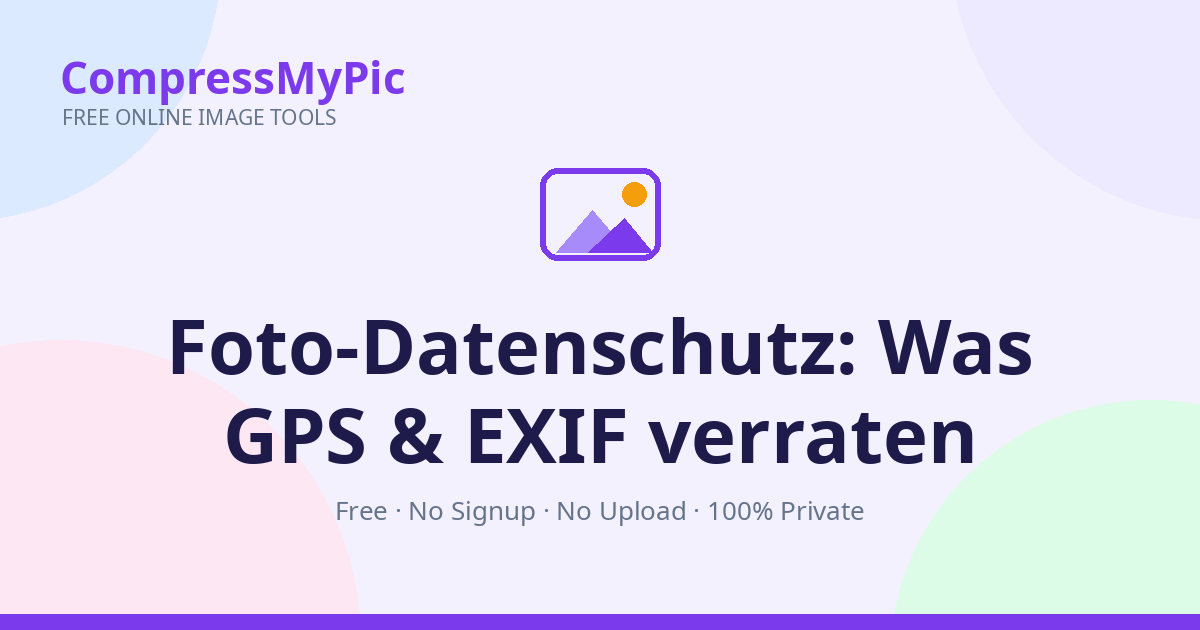 CompressMyPic
FREE ONLINE IMAGE TOOLS
Foto-Datenschutz: Was
GPS & EXIF verraten
Free · No Signup · No Upload · 100% Private